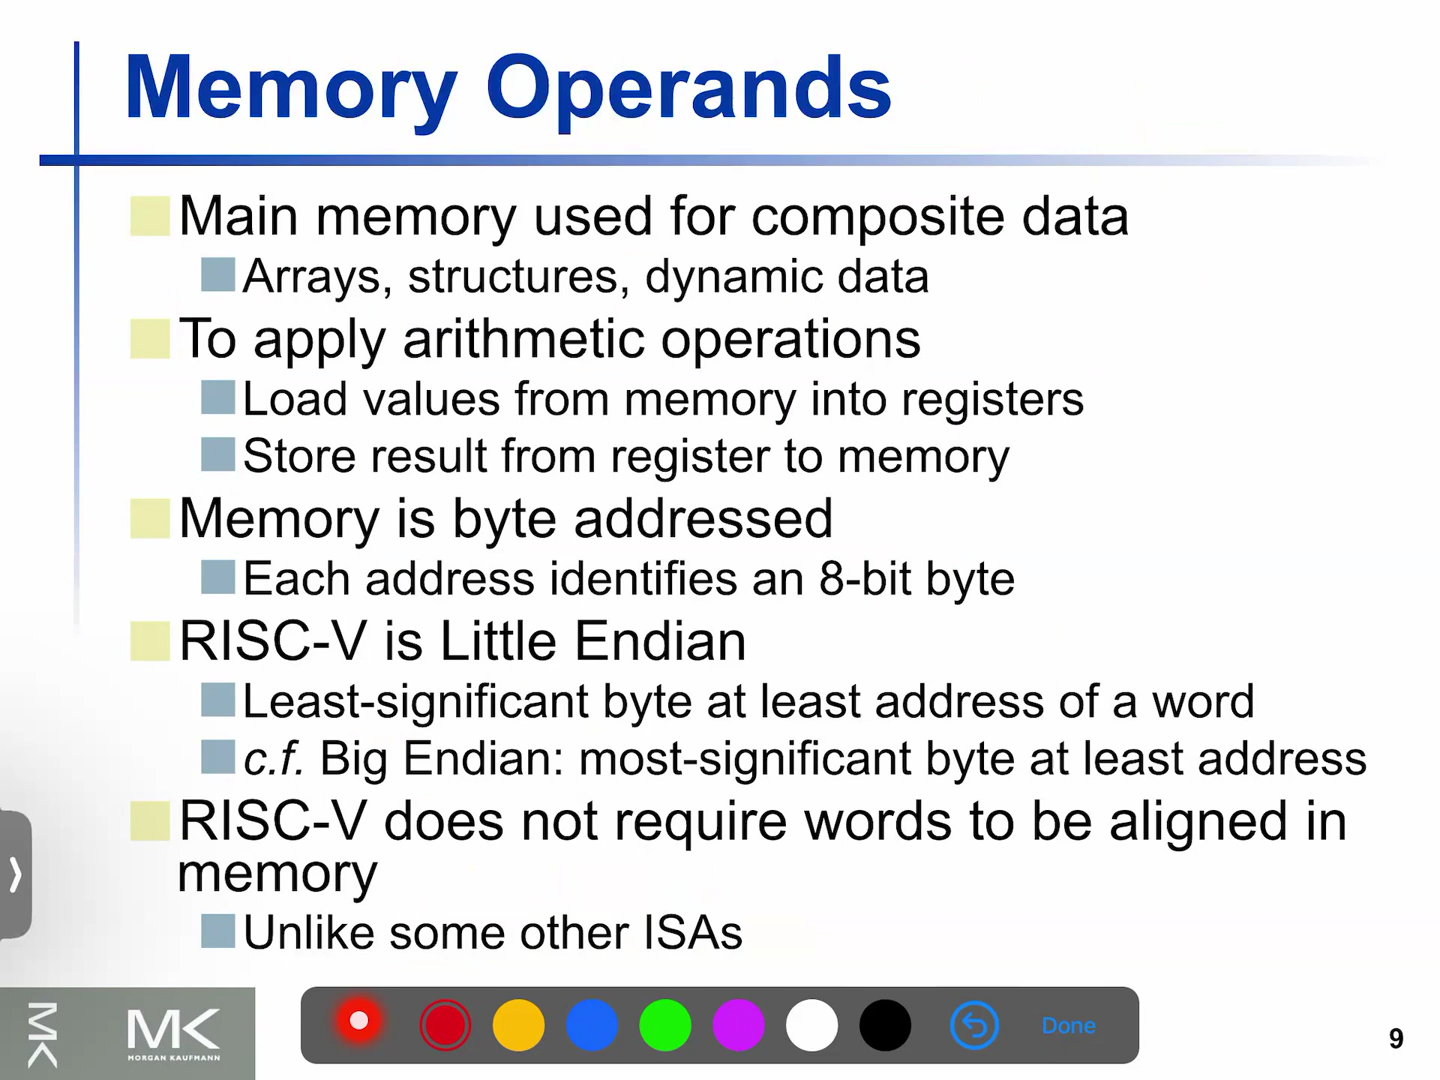 Memory Operands
Main memory used for composite data
Arrays, structures, dynamic data
To apply arithmetic operations
Load values from memory into registers
Store result from register to memory
Memory is byte addressed
Each address identifies an 8-bit byte
RISC-V is Little Endian
Least-significant byte at least address of a word
c.f. Big Endian: most-significant byte at least address
RISC-V does not require words to be aligned in
memory
Unlike some other ISAs
MK
MK
MORGAN KAUFMANN
Done
9